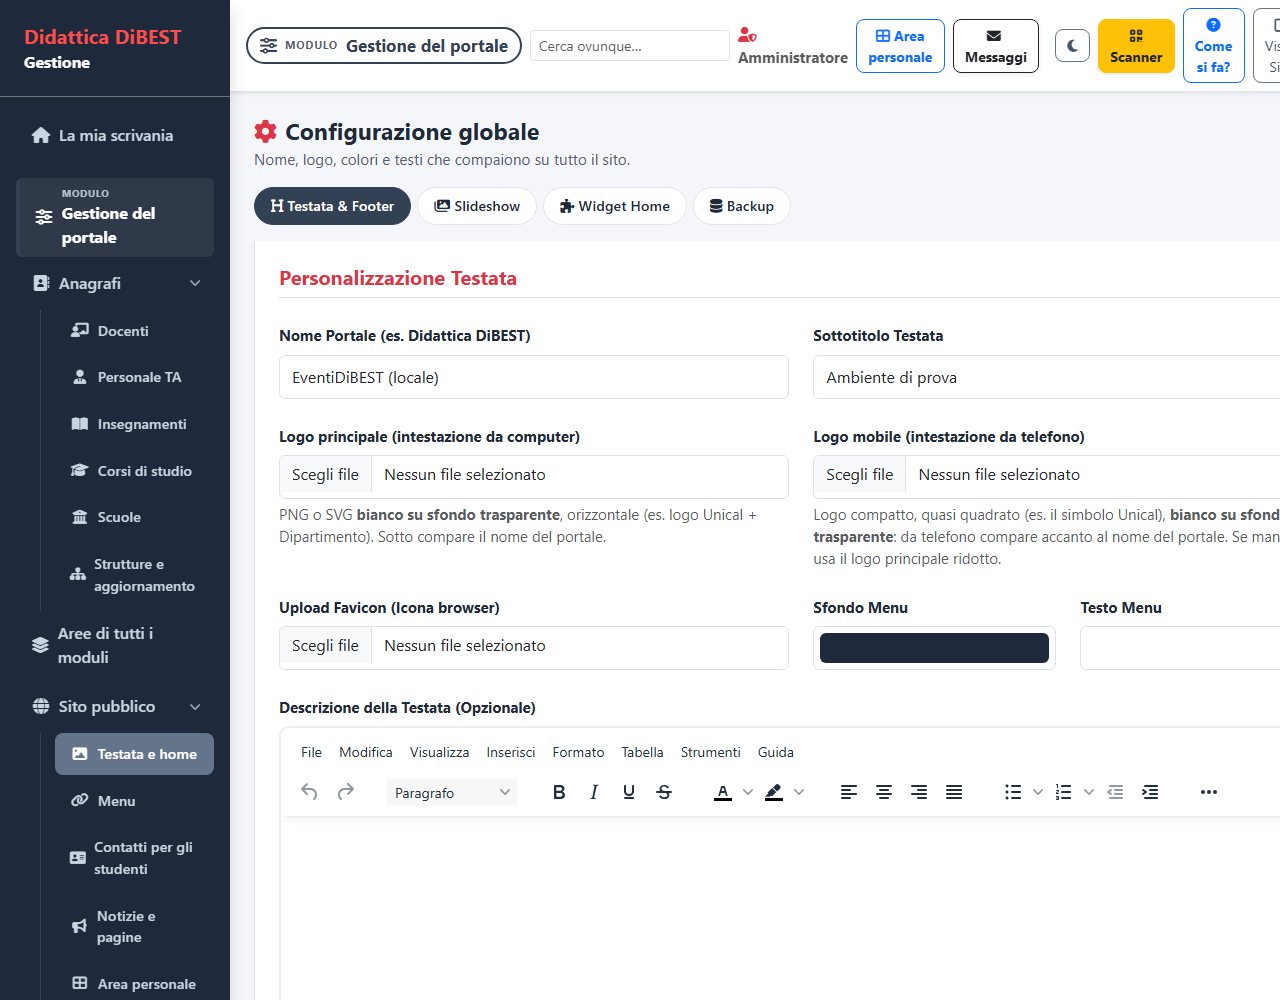 Didattica DiBEST
Gestione
La mia scrivania
MODULO
Gestione del
portale
Anagrafi
Docenti
Personale TA
Insegnamenti
Corsi di studio
Scuole
Strutture e
aggiornamento
Aree di tutti i
moduli
Sito pubblico
Testata e home
Menu
Contatti per gli
studenti
Notizie e
pagine
Area personale
MODULO Gestione del portale
Cerca ovunque...
Amministratore
Area
personale
Messaggi
Scanner
Come
si fa?
Configurazione globale
Nome, logo, colori e testi che compaiono su tutto il sito.
Testata & Footer
Slideshow
Widget Home
Backup
Personalizzazione Testata
Nome Portale (es. Didattica DiBEST)
EventiDiBEST (locale)
Sottotitolo Testata
Ambiente di prova
Logo principale (intestazione da computer)
Scegli file Nessun file selezionato
PNG o SVG bianco su sfondo trasparente, orizzontale (es. logo Unical +
Dipartimento). Sotto compare il nome del portale.
Logo mobile (intestazione da telefono)
Scegli file Nessun file selezionato
Logo compatto, quasi quadrato (es. il simbolo Unical), bianco su
trasparente: da telefono compare accanto al nome del portale. Se
usa il logo principale ridotto.
Upload Favicon (Icona browser)
Scegli file Nessun file selezionato
Sfondo Menu
Testo Menu
Descrizione della Testata (Opzionale)
File Modifica Visualizza Inserisci Formato Tabella Strumenti Guida
Paragrafo B I U S A